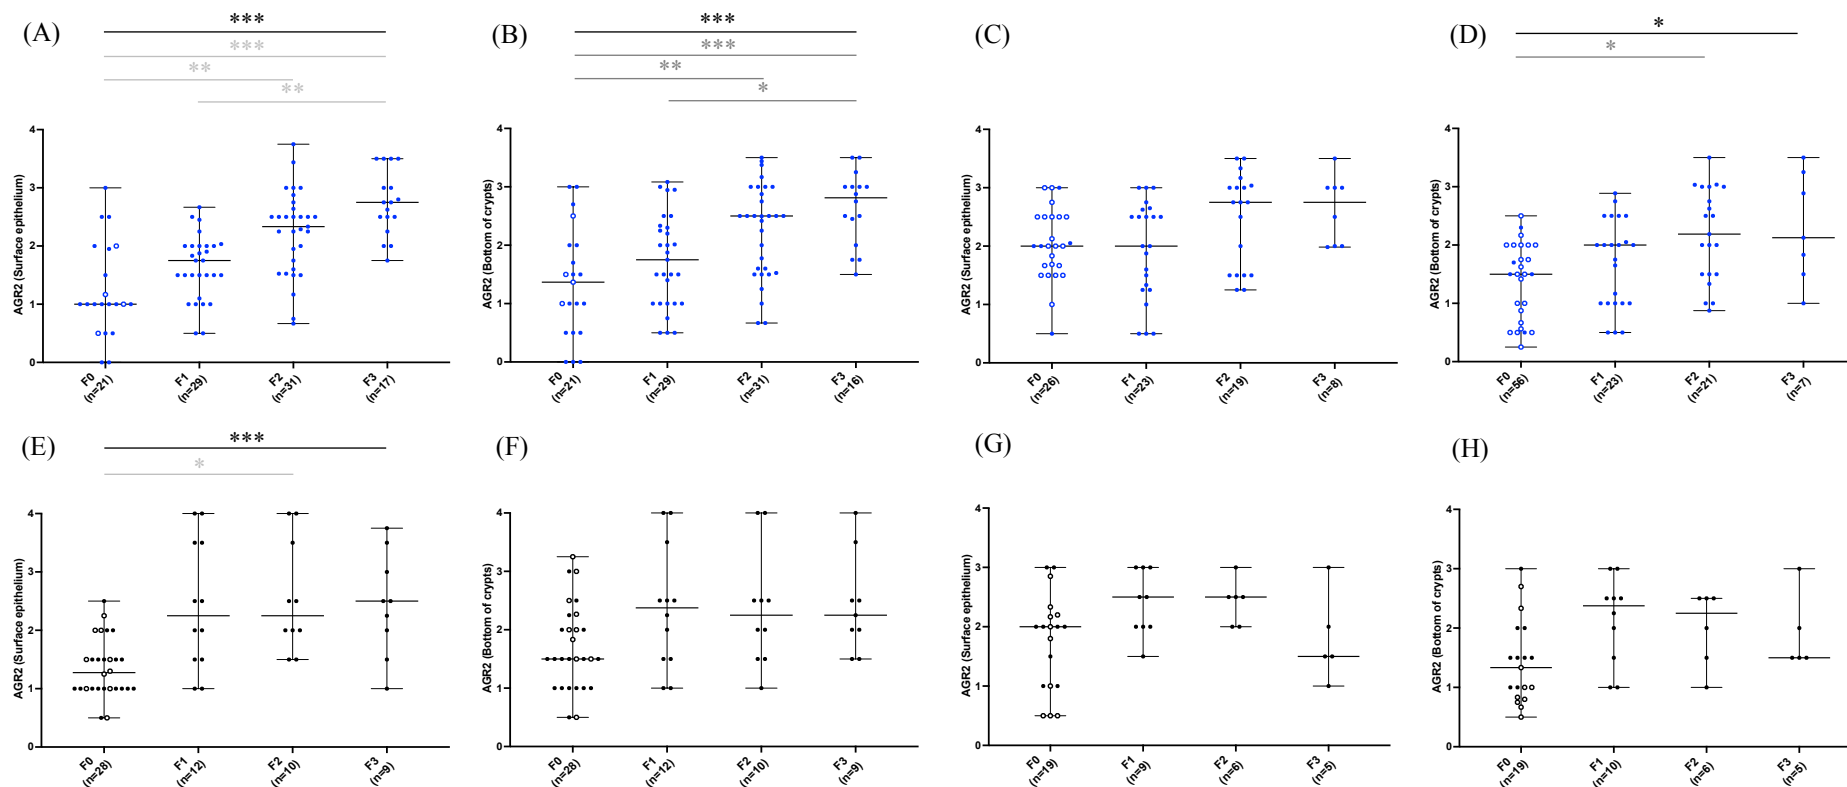 (A)
***
***
**
**
AGR2 (Surface epithelium)
4
3
2
1
0
F0
(n=21)
F1
(n=29)
F2
(n=31)
F3
(n=17)
(B)
***
***
**
*
AGR2 (Bottom of crypts)
4
3
2
1
0
F0
(n=21)
F1
(n=29)
F2
(n=31)
F3
(n=16)
(C)
AGR2 (Surface epithelium)
4
3
2
1
0
F0
(n=26)
F1
(n=23)
F2
(n=19)
F3
(n=8)
(D)
*
*
AGR2 (Bottom of crypts)
4
3
2
1
0
F0
(n=56)
F1
(n=23)
F2
(n=21)
F3
(n=7)
(E)
***
*
AGR2 (Surface epithelium)
4
3
2
1
0
F0
(n=28)
F1
(n=12)
F2
(n=10)
F3
(n=9)
(F)
AGR2 (Bottom of crypts)
4
3
2
1
0
F0
(n=28)
F1
(n=12)
F2
(n=10)
F3
(n=9)
(G)
AGR2 (Surface epithelium)
4
3
2
1
0
F0
(n=19)
F1
(n=9)
F2
(n=6)
F3
(n=5)
(H)
AGR2 (Bottom of crypts)
4
3
2
1
0
F0
(n=19)
F1
(n=10)
F2
(n=6)
F3
(n=5)